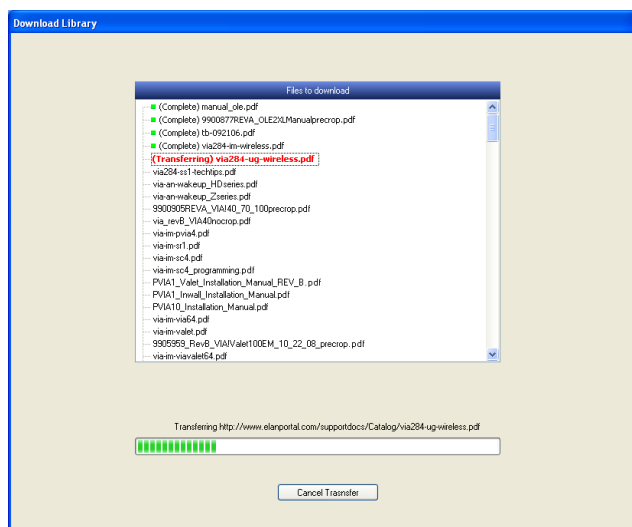 Download Library
Files to download
(Complete) manual_ole.pdf
(Complete) 9900877REVA_OLE2XLManualprecrop.pdf
(Complete) tb-092106.pdf
(Complete) via284-im-wireless.pdf
(Transferring) via284-ug-wireless.pdf
via284-ss1-techtips.pdf
via-an-wakeup_HDseries.pdf
via-an-wakeup_Zseries.pdf
9900905REVA_VIA!40_70_100precrop.pdf
via_revB_VIA40nocrop.pdf
via-im-pvia4.pdf
via-im-sr1.pdf
via-im-sc4.pdf
via-im-sc4_programming.pdf
PVIA1_Valet_Installation_Manual_REV_B.pdf
PVIA1_Inwall_Installation_Manual.pdf
PVIA10_Installation_Manual.pdf
via-im-via64.pdf
via-im-valet.pdf
9905959_RevB_VIA!Valet100EM_10_22_08_precrop.pdf
via-im-viavalet64.pdf
Transferring http://www.elanportal.com/supportdocs/Catalog/via284-ug-wireless.pdf
Cancel Trasnsfer